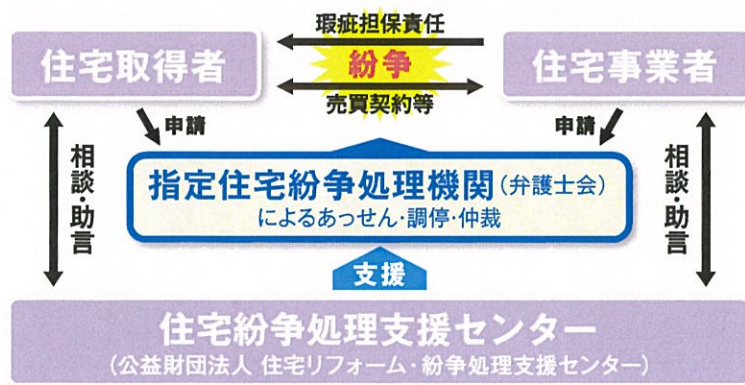 瑕疵担保責任
住宅取得者
紛争
住宅事業者
売買契約等
申請
申請
相談・助言
指定住宅紛争処理機関(弁護士会)
によるあっせん・調停・仲裁
相談・助言
支援
住宅紛争処理支援センター
(公益財団法人 住宅リフォーム・紛争処理支援センター)